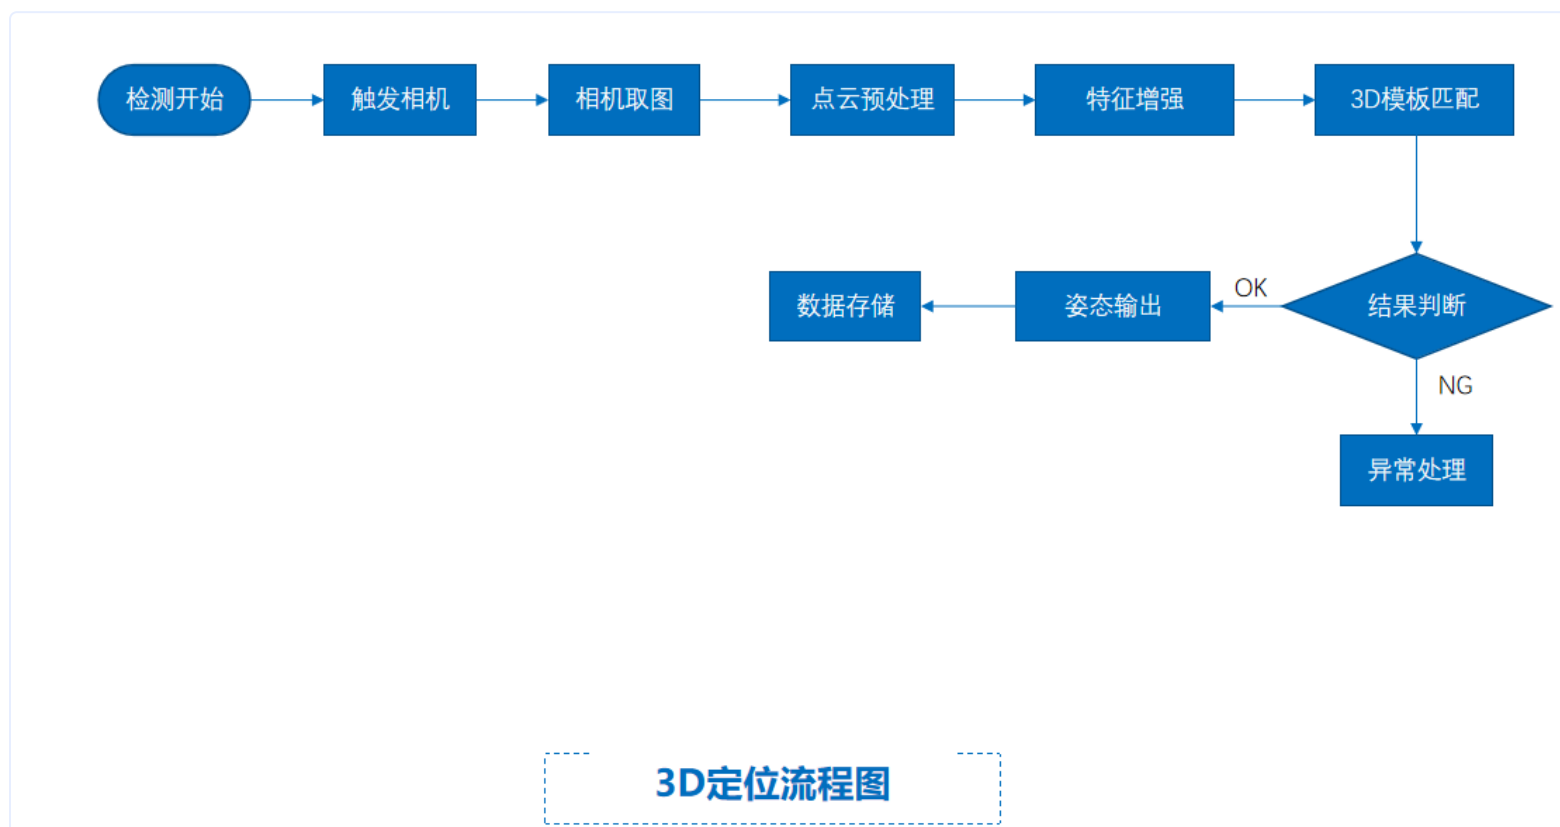 检测开始
触发相机
相机取图
点云预处理
特征增强
3D模板匹配
结果判断
OK
姿态输出
数据存储
NG
异常处理
3D定位流程图